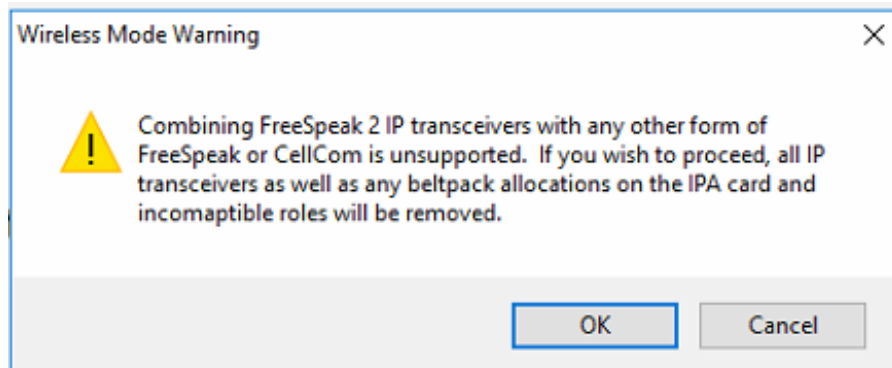 Wireless Mode Warning
Combining FreeSpeak 2 IP transceivers with any other form of
FreeSpeak or CellCom is unsupported.  If you wish to proceed, all IP
transceivers as well as any beltpack allocations on the IPA card and
incomaptible roles will be removed.
OK
Cancel